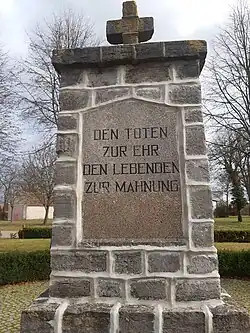 DEN TOTEN
ZUR EHR
DEN LEBENDEN
ZUR MAHNUNG